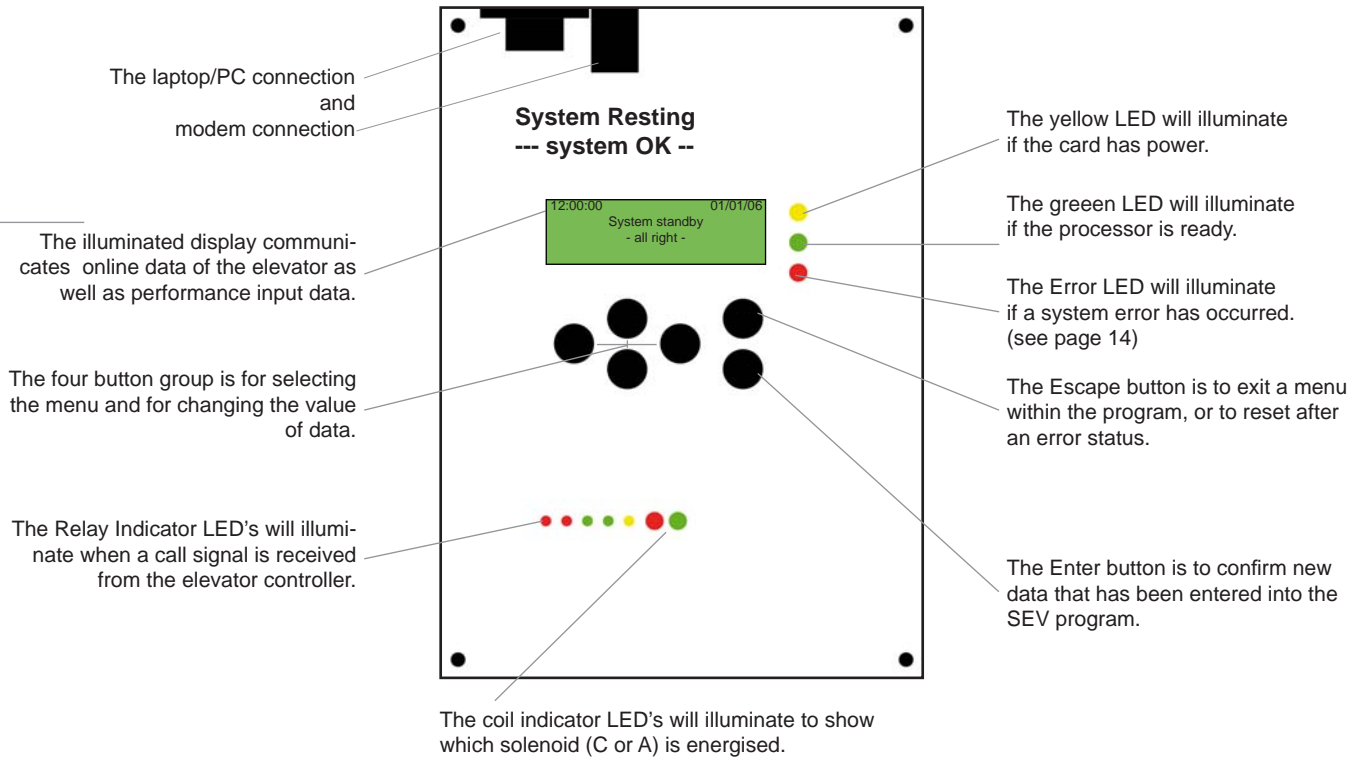 The laptop/PC connection
and
modem connection
System Resting
--- system OK --
12:00:00 01/01/06
System standby
- all right -
The illuminated display communi-
cates online data of the elevator as
well as performance input data.
The four button group is for selecting
the menu and for changing the value
of data.
The Relay Indicator LED's will illumi-
nate when a call signal is received
from the elevator controller.
The yellow LED will illuminate
if the card has power.
The greeen LED will illuminate
if the processor is ready.
The Error LED will illuminate
if a system error has occurred.
(see page 14)
The Escape button is to exit a menu
within the program, or to reset after
an error status.
The Enter button is to confirm new
data that has been entered into the
SEV program.
The coil indicator LED's will illuminate to show
which solenoid (C or A) is energised.